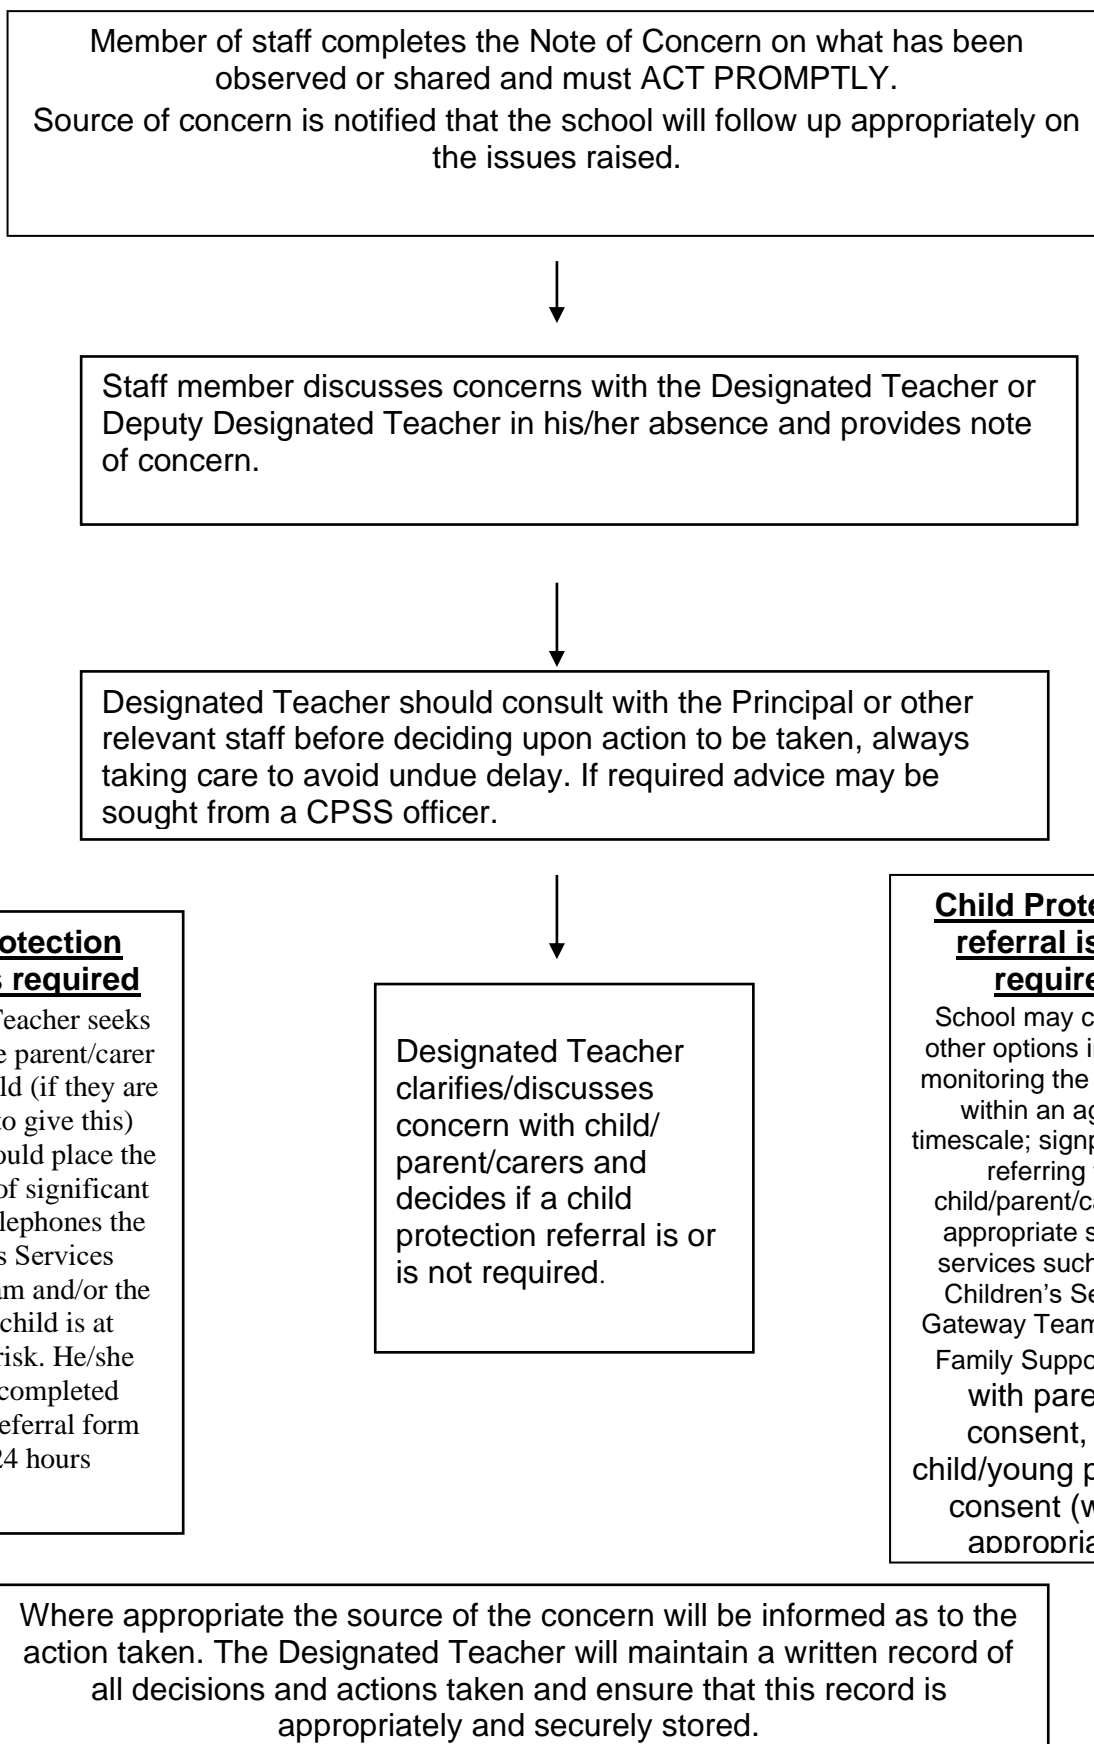 Member of staff completes the Note of Concern on what has been
observed or shared and must ACT PROMPTLY.
Source of concern is notified that the school will follow up appropriately on
the issues raised.
Staff member discusses concerns with the Designated Teacher or
Deputy Designated Teacher in his/her absence and provides note
of concern.
Designated Teacher should consult with the Principal or other
relevant staff before deciding upon action to be taken, always
taking care to avoid undue delay. If required advice may be
sought from a CPSS officer.
otection
s required
Teacher seeks
e parent/carer
ld (if they are
to give this)
ould place the
of significant
lephones the
s Services
am and/or the
child is at
risk. He/she
completed
eferral form
24 hours
Designated Teacher
clarifies/discusses
concern with child/
parent/carers and
decides if a child
protection referral is or
is not required.
Child Prote
referral is
require
School may c
other options i
monitoring the
within an ag
timescale; signp
referring
child/parent/ca
appropriate s
services such
Children’s Se
Gateway Team
Family Suppo
with pare
consent,
child/young p
consent (w
appropria
Where appropriate the source of the concern will be informed as to the
action taken. The Designated Teacher will maintain a written record of
all decisions and actions taken and ensure that this record is
appropriately and securely stored.